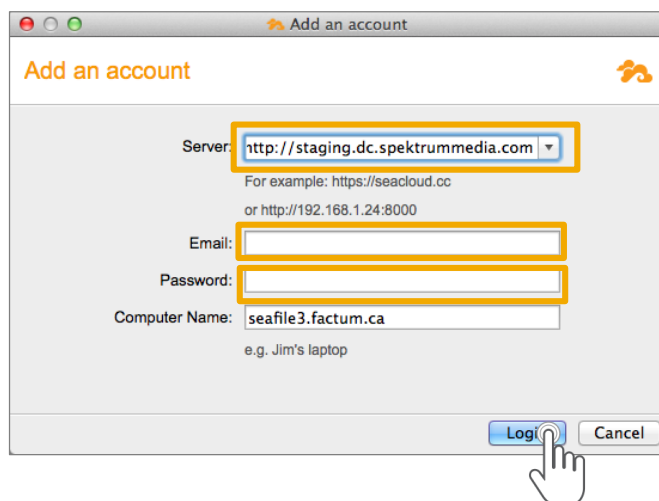 Add an account
Add an account
Server: http://staging.dc.spektrummedia.com
For example: https://seacloud.cc
or http://192.168.1.24:8000
Email:
Password:
Computer Name: seafile3.factum.ca
e.g. Jim's laptop
Logi Cancel